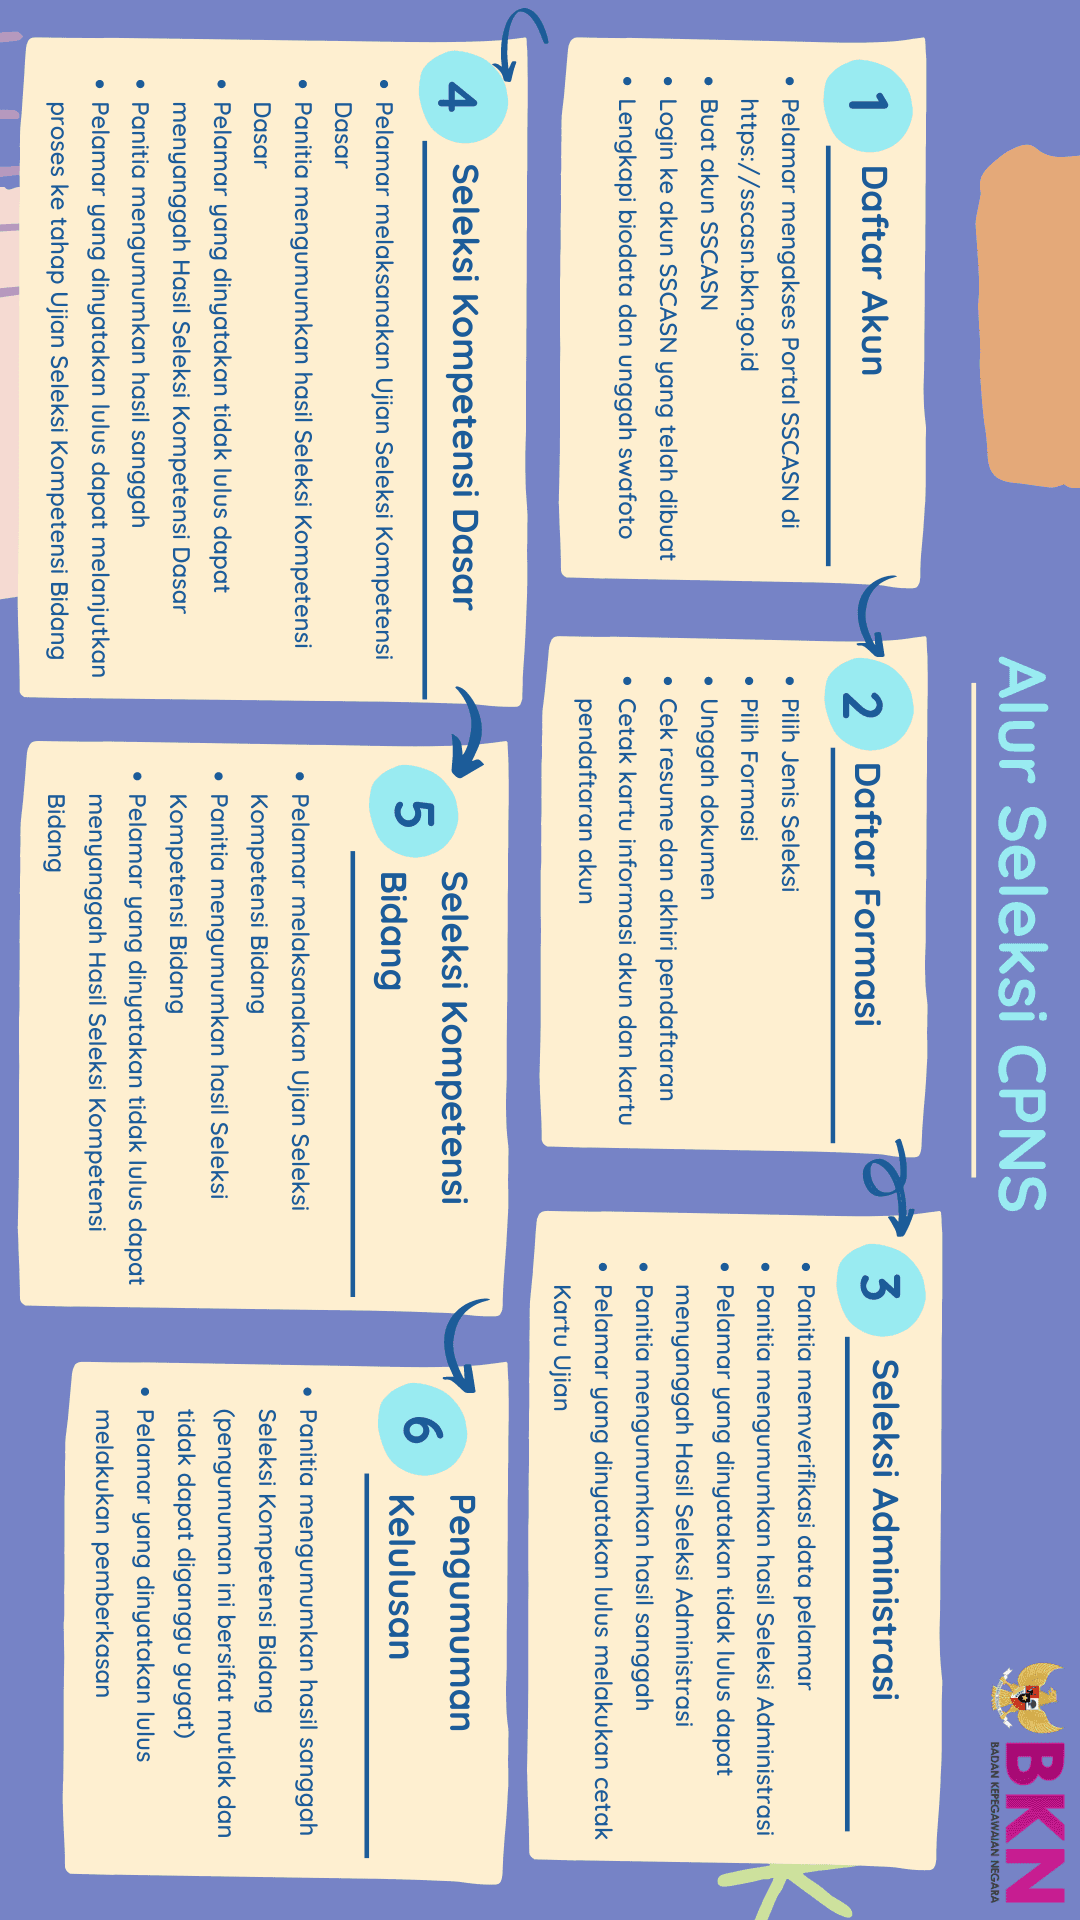 Alur Seleksi CPNS
BKN
BADAN KEPEGAWAIAN NEGARA
1
Daftar Akun
• Pelamar mengakses Portal SSCASN di
https://sscasn.bkn.go.id
• Buat akun SSCASN
• Login ke akun SSCASN yang telah dibuat
• Lengkapi biodata dan unggah swafoto
2
Daftar Formasi
• Pilih Jenis Seleksi
• Pilih Formasi
• Unggah dokumen
• Cek resume dan akhiri pendaftaran
• Cetak kartu informasi akun dan kartu
pendaftaran akun
3
Seleksi Administrasi
• Panitia memverifikasi data pelamar
• Panitia mengumumkan hasil Seleksi Administrasi
• Pelamar yang dinyatakan tidak lulus dapat
menyanggah Hasil Seleksi Administrasi
• Panitia mengumumkan hasil sanggah
• Pelamar yang dinyatakan lulus melakukan cetak
Kartu Ujian
4
Seleksi Kompetensi Dasar
• Pelamar melaksanakan Ujian Seleksi Kompetensi
Dasar
• Panitia mengumumkan hasil Seleksi Kompetensi
Dasar
• Pelamar yang dinyatakan tidak lulus dapat
menyanggah Hasil Seleksi Kompetensi Dasar
• Panitia mengumumkan hasil sanggah
• Pelamar yang dinyatakan lulus dapat melanjutkan
proses ke tahap Ujian Seleksi Kompetensi Bidang
5
Seleksi Kompetensi
Bidang
• Pelamar melaksanakan Ujian Seleksi
Kompetensi Bidang
• Panitia mengumumkan hasil Seleksi
Kompetensi Bidang
• Pelamar yang dinyatakan tidak lulus dapat
menyanggah Hasil Seleksi Kompetensi
Bidang
6
Pengumuman
Kelulusan
• Panitia mengumumkan hasil sanggah
Seleksi Kompetensi Bidang
(pengumuman ini bersifat mutlak dan
tidak dapat diganggu gugat)
• Pelamar yang dinyatakan lulus
melakukan pemberkasan